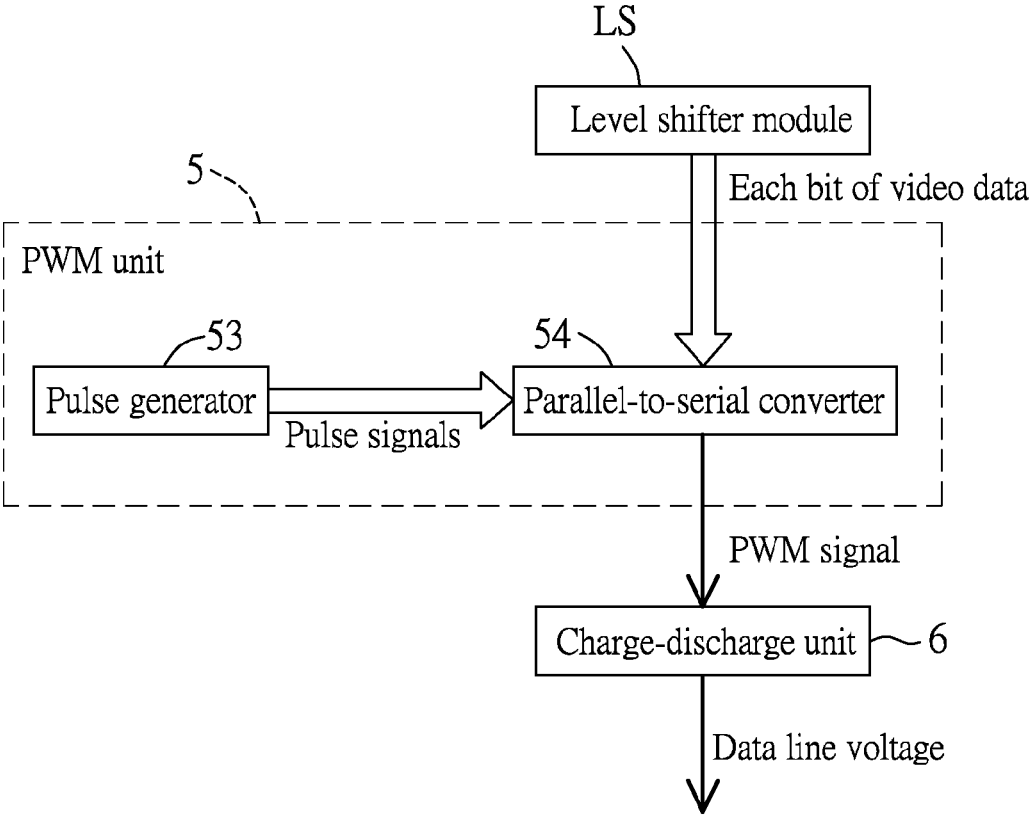 LS
Level shifter module
Each bit of video data
5
PWM unit
53
54
Pulse generator
Parallel-to-serial converter
Pulse signals
PWM signal
Charge-discharge unit
6
Data line voltage